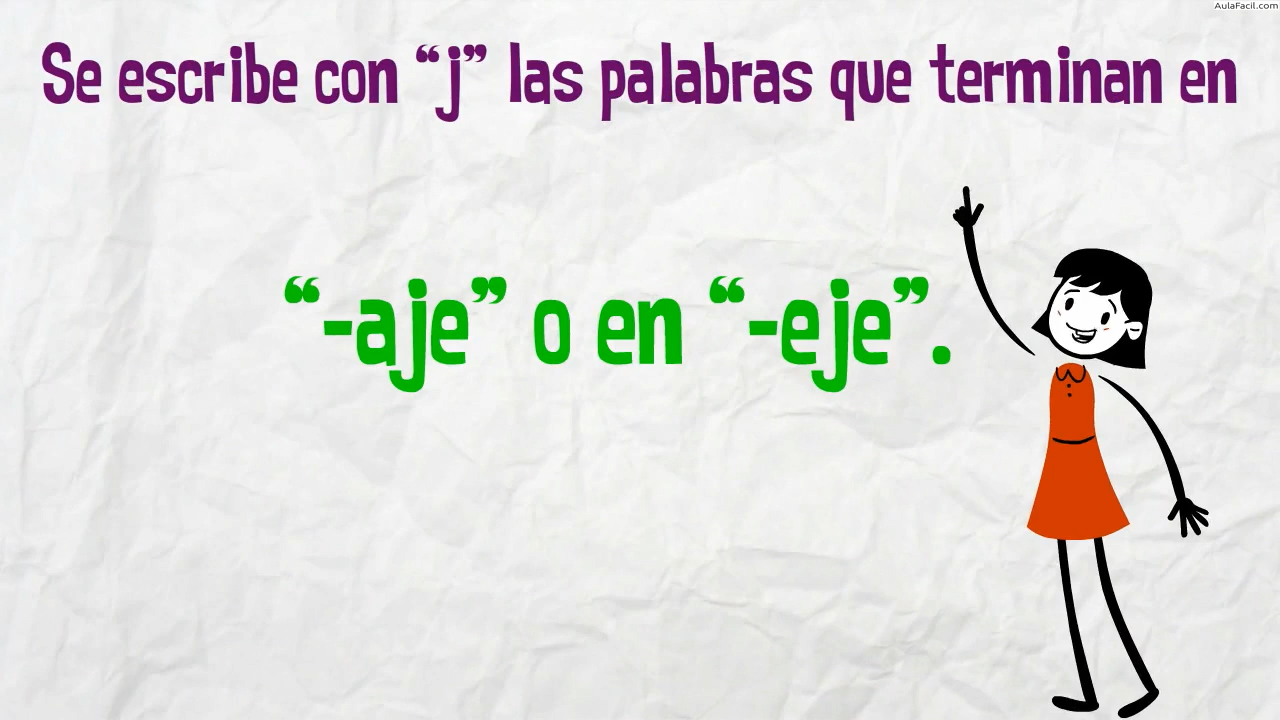 AulaFacil.com
Se escribe con “j” las palabras que terminan en
“-aje” o en “-eje”.